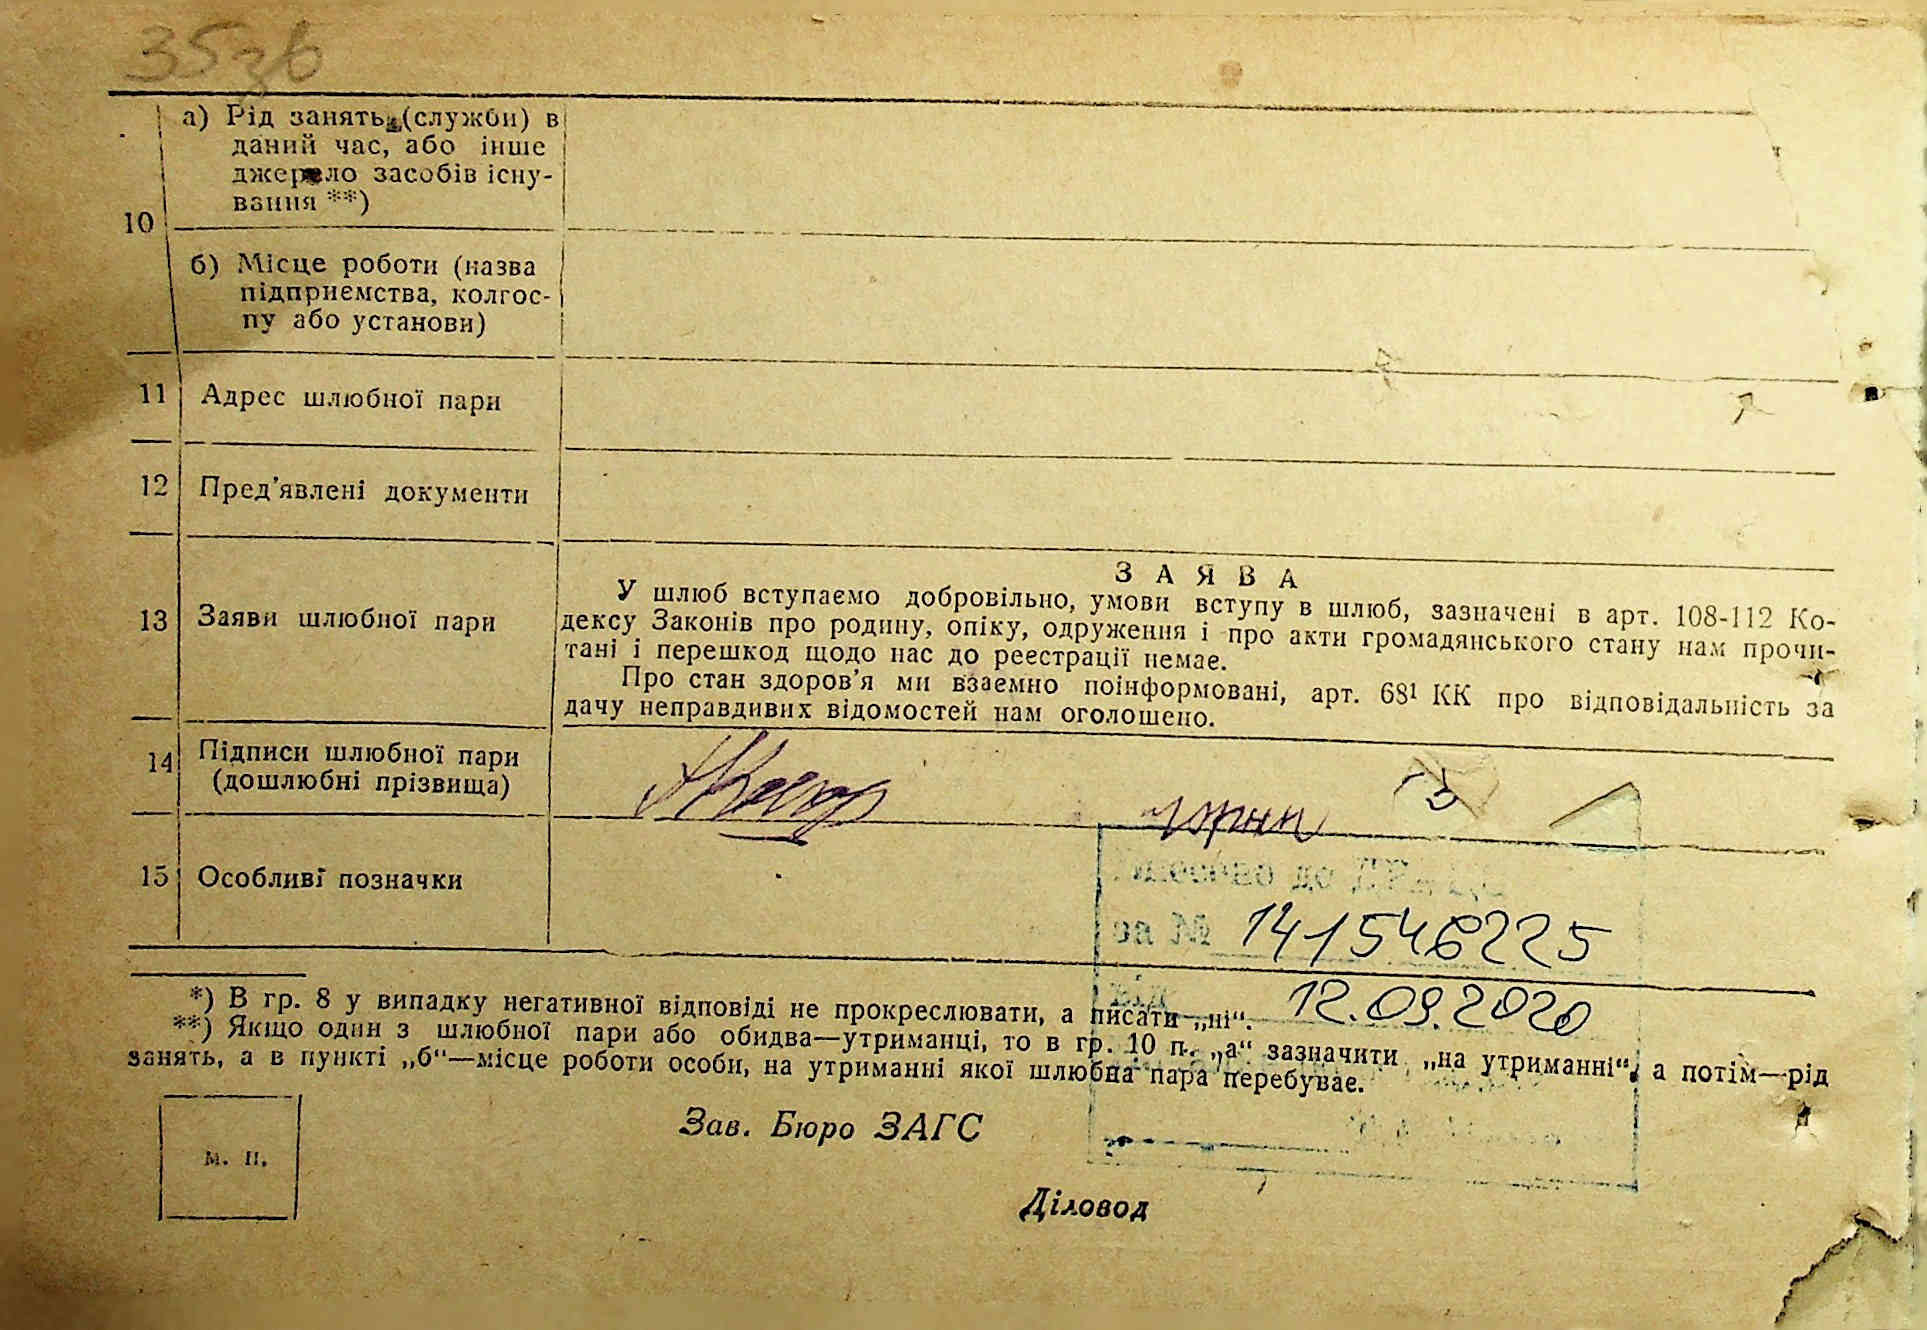 35зв
а) Рід занять (служби) в
даний час, або інше
джерело засобів існу-
вання **)
10
б) Місце роботи (назва
підприємства, колгос-
пу або установи)
11 Адрес шлюбної пари
12 Пред'явлені документи
13 Заяви шлюбної пари
ЗАЯВА
У шлюб вступаємо добровільно, умови вступу в шлюб, зазначені в арт. 108-112 Ко-
дексу Законів про родину, опіку, одруження і про акти громадянського стану нам прочи-
тані і перешкод щодо нас до реєстрації немає.
Про стан здоров'я ми взаємно поінформовані, арт. 68¹ КК про відповідальність за
дачу неправдивих відомостей нам оголошено.
14 Підписи шлюбної пари
(дошлюбні прізвища)
15 Особливі позначки
№ 141546225
12.09.2020
*) В гр. 8 у випадку негативної відповіді не прокреслювати, а писати „ні“.
**) Якщо один з шлюбної пари або обидва—утриманці, то в гр. 10 п. „а“ зазначити „на утриманні“, а потім—рід
занять, а в пункті „б“—місце роботи особи, на утриманні якої шлюбна пара перебуває.
Зав. Бюро ЗАГС
М. П.
Діловод